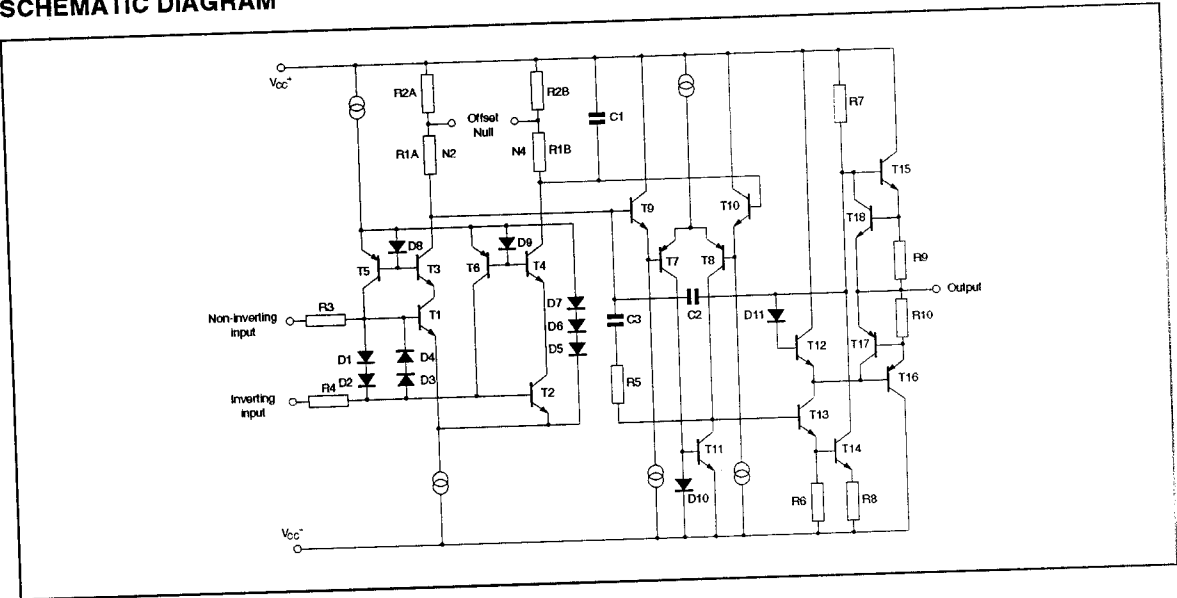 SCHEMATIC DIAGRAM
VCC+
R2A
R2B
C1
R7
Offset
Null
R1A
N2
N4
R1B
T15
T9
T10
T18
D8
D9
T5
T3
T6
T4
T7
T8
R9
Output
D7
C2
R3
T1
C3
D11
R10
Non-inverting
input
D6
T12
T17
D1
D4
D5
D2
D3
R5
T16
R4
T2
Inverting
input
T13
T11
T14
D10
R6
R8
VCC-